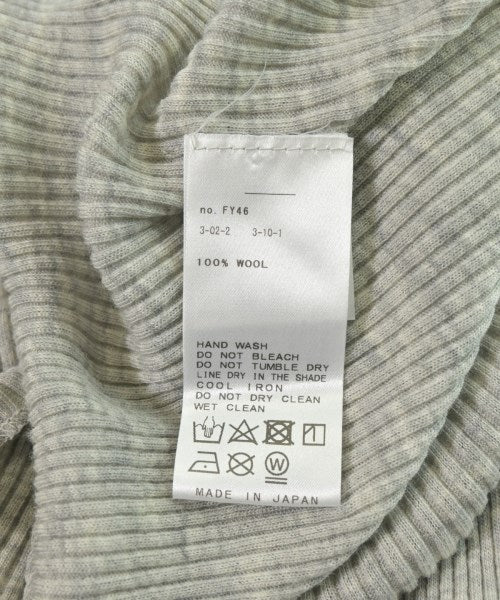 no. FY46
3-02-2 3-10-1
100% WOOL
HAND WASH
DO NOT BLEACH
DO NOT TUMBLE DRY
LINE DRY IN THE SHADE
COOL IRON
DO NOT DRY CLEAN
WET CLEAN
W
MADE IN JAPAN